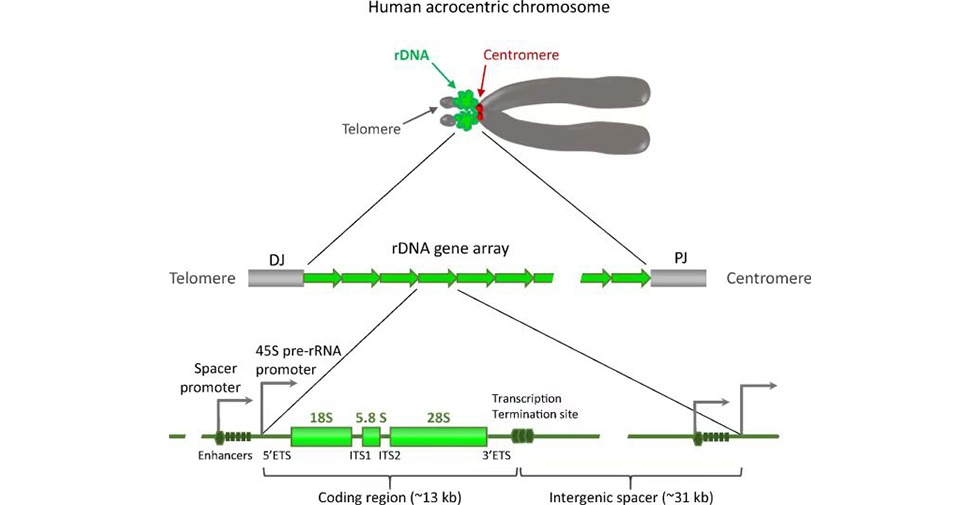 Human acrocentric chromosome
rDNA
Centromere
Telomere
rDNA gene array
DJ
PJ
Telomere
Centromere
45S pre-rRNA
promoter
Spacer
promoter
Transcription
Termination site
18S
5.8 S
28S
Enhancers
5'ETS
ITS1
ITS2
3'ETS
Coding region (~13 kb)
Intergenic spacer (~31 kb)